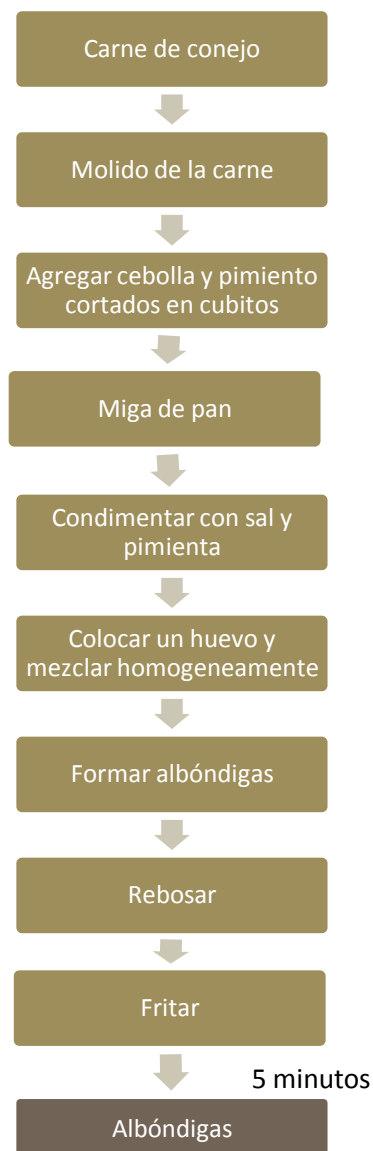 Carne de conejo
Molido de la carne
Agregar cebolla y pimiento
cortados en cubitos
Miga de pan
Condimentar con sal y
pimienta
Colocar un huevo y
mezclar homogeneamente
Formar albóndigas
Rebosar
Fritar
5 minutos
Albóndigas